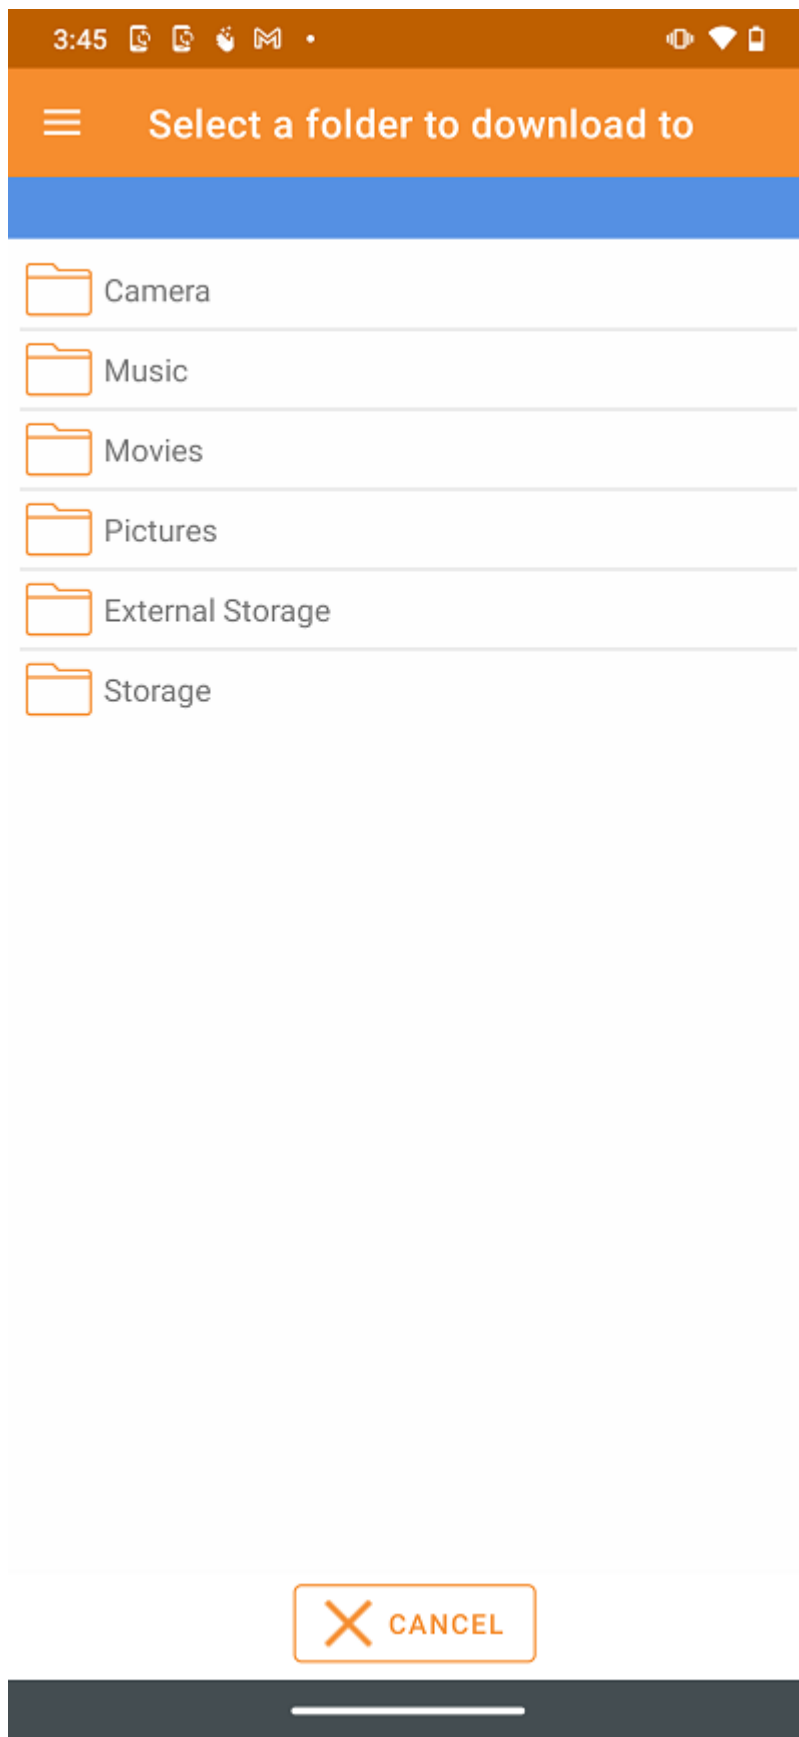 3:45
Select a folder to download to
Camera
Music
Movies
Pictures
External Storage
Storage
CANCEL